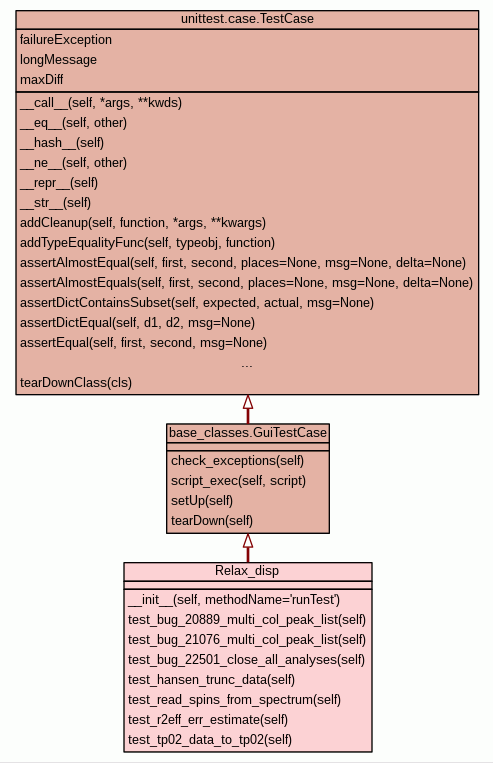 unittest.case.TestCase
failureException
longMessage
maxDiff
__call__(self, *args, **kwds)
__eq__(self, other)
__hash__(self)
__ne__(self, other)
__repr__(self)
__str__(self)
addCleanup(self, function, *args, **kwargs)
addTypeEqualityFunc(self, typeobj, function)
assertAlmostEqual(self, first, second, places=None, msg=None, delta=None)
assertAlmostEquals(self, first, second, places=None, msg=None, delta=None)
assertDictContainsSubset(self, expected, actual, msg=None)
assertDictEqual(self, d1, d2, msg=None)
assertEqual(self, first, second, msg=None)
...
tearDownClass(cls)
base_classes.GuiTestCase
check_exceptions(self)
script_exec(self, script)
setUp(self)
tearDown(self)
Relax_disp
__init__(self, methodName='runTest')
test_bug_20889_multi_col_peak_list(self)
test_bug_21076_multi_col_peak_list(self)
test_bug_22501_close_all_analyses(self)
test_hansen_trunc_data(self)
test_read_spins_from_spectrum(self)
test_r2eff_err_estimate(self)
test_tp02_data_to_tp02(self)